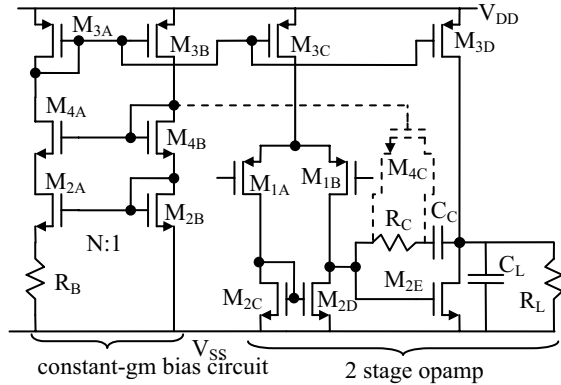 V_DD
M_3A
M_3B
M_3C
M_3D
M_4A
M_4B
M_4C
M_1A
M_1B
M_2A
M_2B
R_C
C_C
N:1
R_B
M_2C
M_2D
M_2E
C_L
R_L
V_SS
constant-gm bias circuit
2 stage opamp